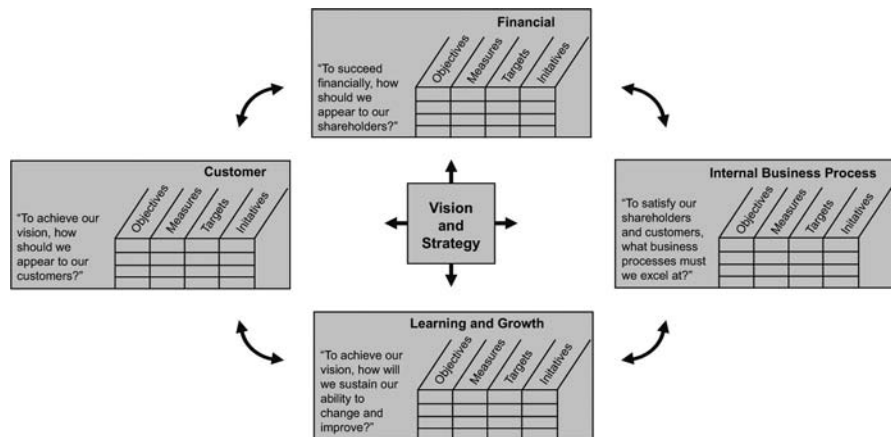 Financial
"To succeed
financially, how
should we
appear to our
shareholders?"
Objectives
Measures
Targets
Initatives
Customer
"To achieve our
vision, how
should we
appear to our
customers?"
Objectives
Measures
Targets
Initatives
Vision
and
Strategy
Internal Business Process
"To satisfy our
shareholders
and customers,
what business
processes must
we excel at?"
Objectives
Measures
Targets
Initatives
Learning and Growth
"To achieve our
vision, how will
we sustain our
ability to
change and
improve?"
Objectives
Measures
Targets
Initatives